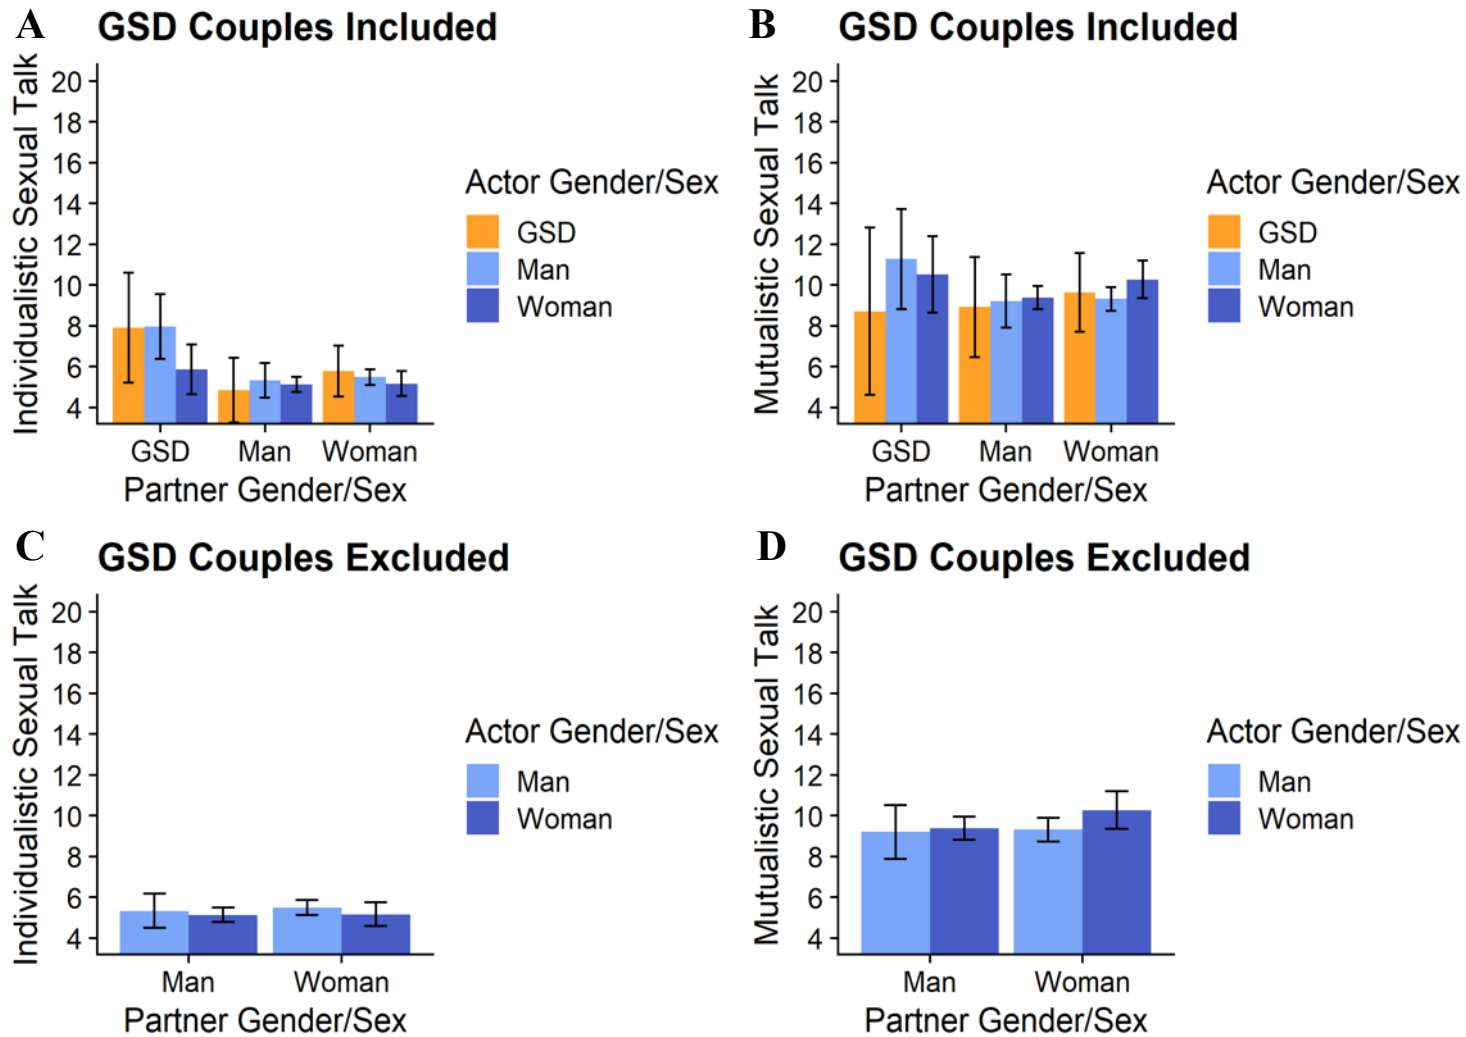 A
GSD Couples Included
Individualistic Sexual Talk
20
18
16
14
12
10
8
6
4
GSD
Man
Woman
Partner Gender/Sex
Actor Gender/Sex
GSD
Man
Woman
B
GSD Couples Included
Mutualistic Sexual Talk
20
18
16
14
12
10
8
6
4
GSD
Man
Woman
Partner Gender/Sex
Actor Gender/Sex
GSD
Man
Woman
C
GSD Couples Excluded
Individualistic Sexual Talk
20
18
16
14
12
10
8
6
4
Man
Woman
Partner Gender/Sex
Actor Gender/Sex
Man
Woman
D
GSD Couples Excluded
Mutualistic Sexual Talk
20
18
16
14
12
10
8
6
4
Man
Woman
Partner Gender/Sex
Actor Gender/Sex
Man
Woman